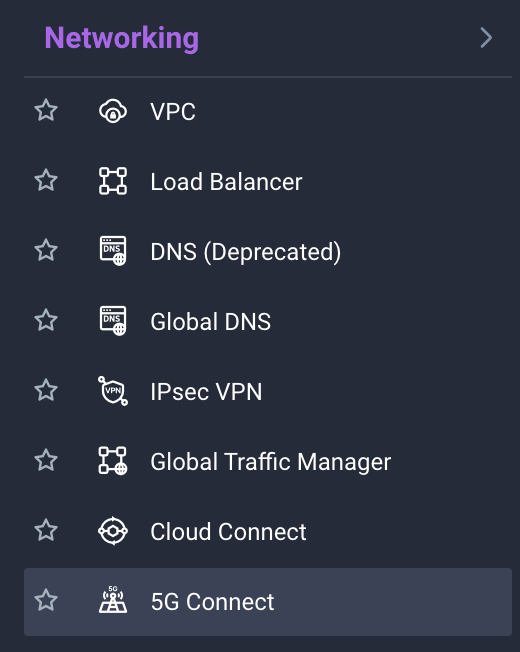 Networking
VPC
Load Balancer
DNS
DNS (Deprecated)
DNS
Global DNS
VPN
IPsec VPN
Global Traffic Manager
Cloud Connect
5G
5G Connect